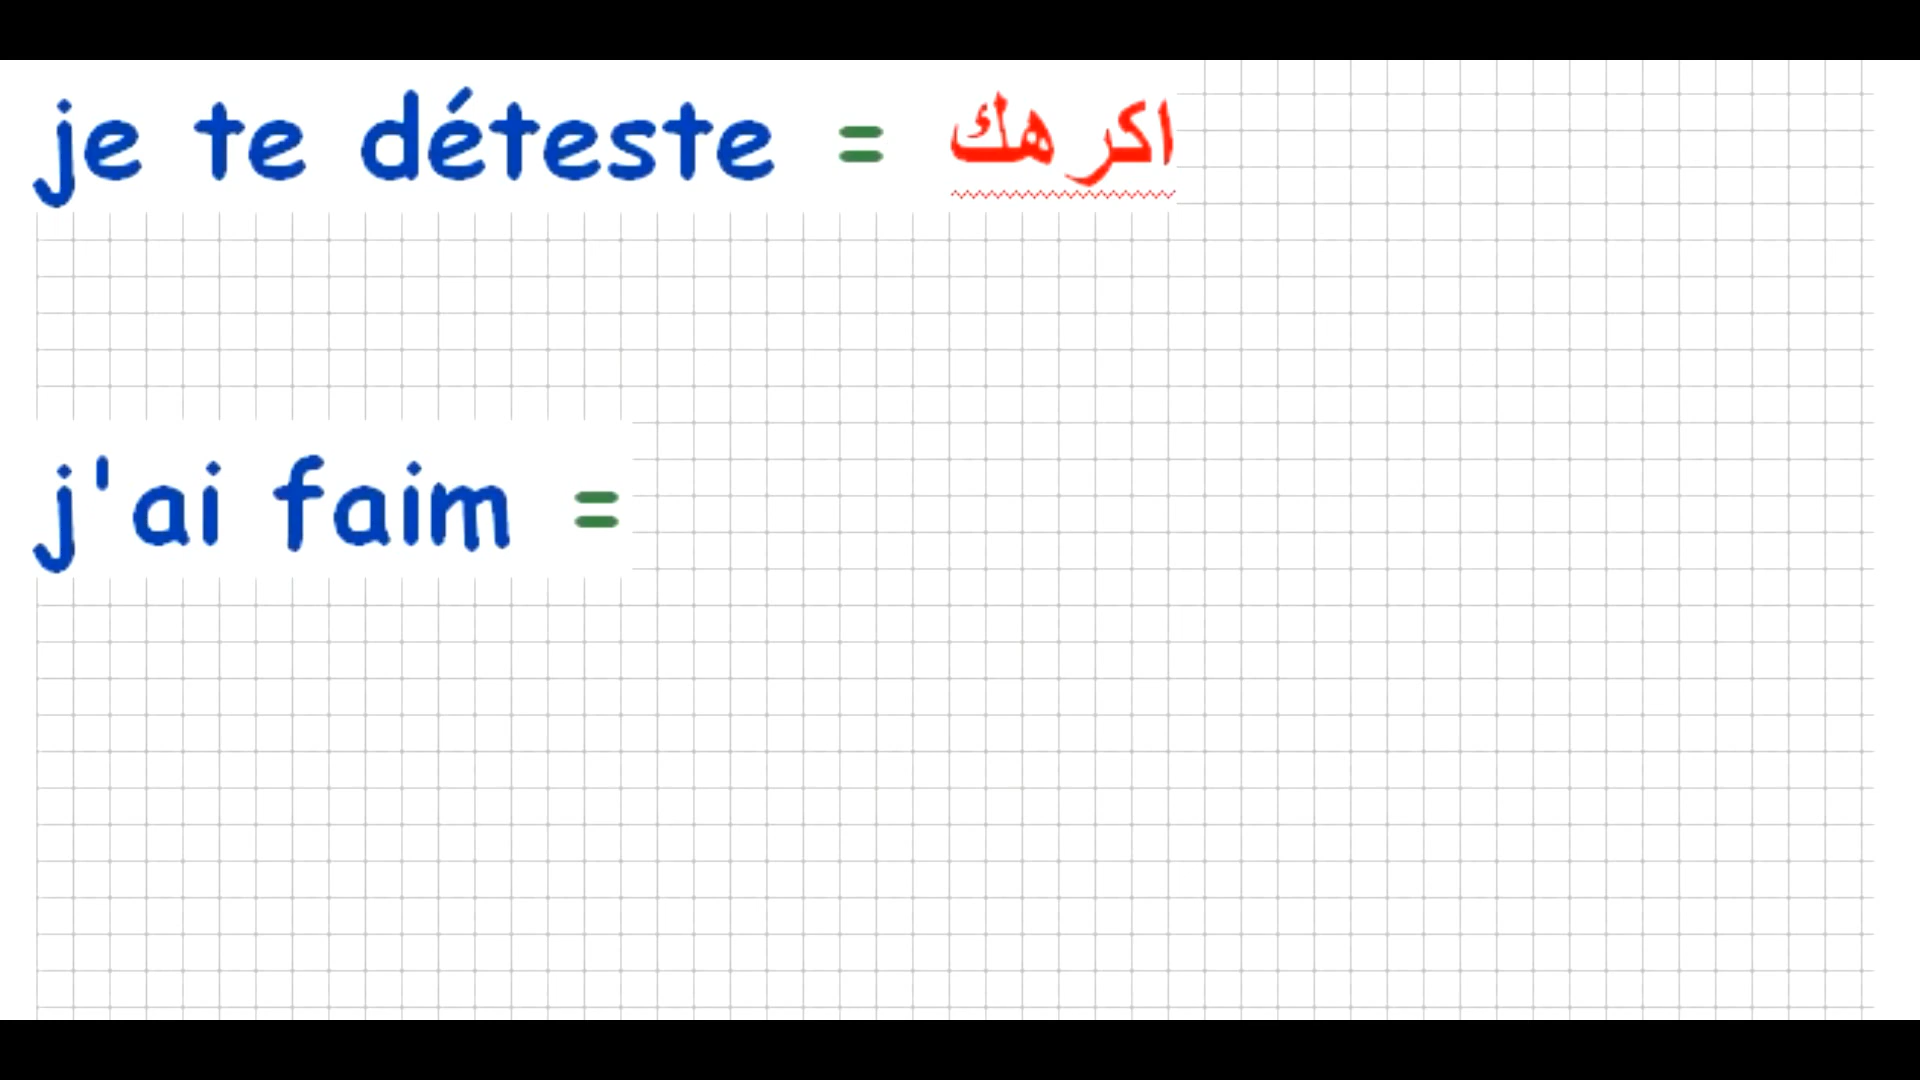 je te déteste = اكرهك
j'ai faim =